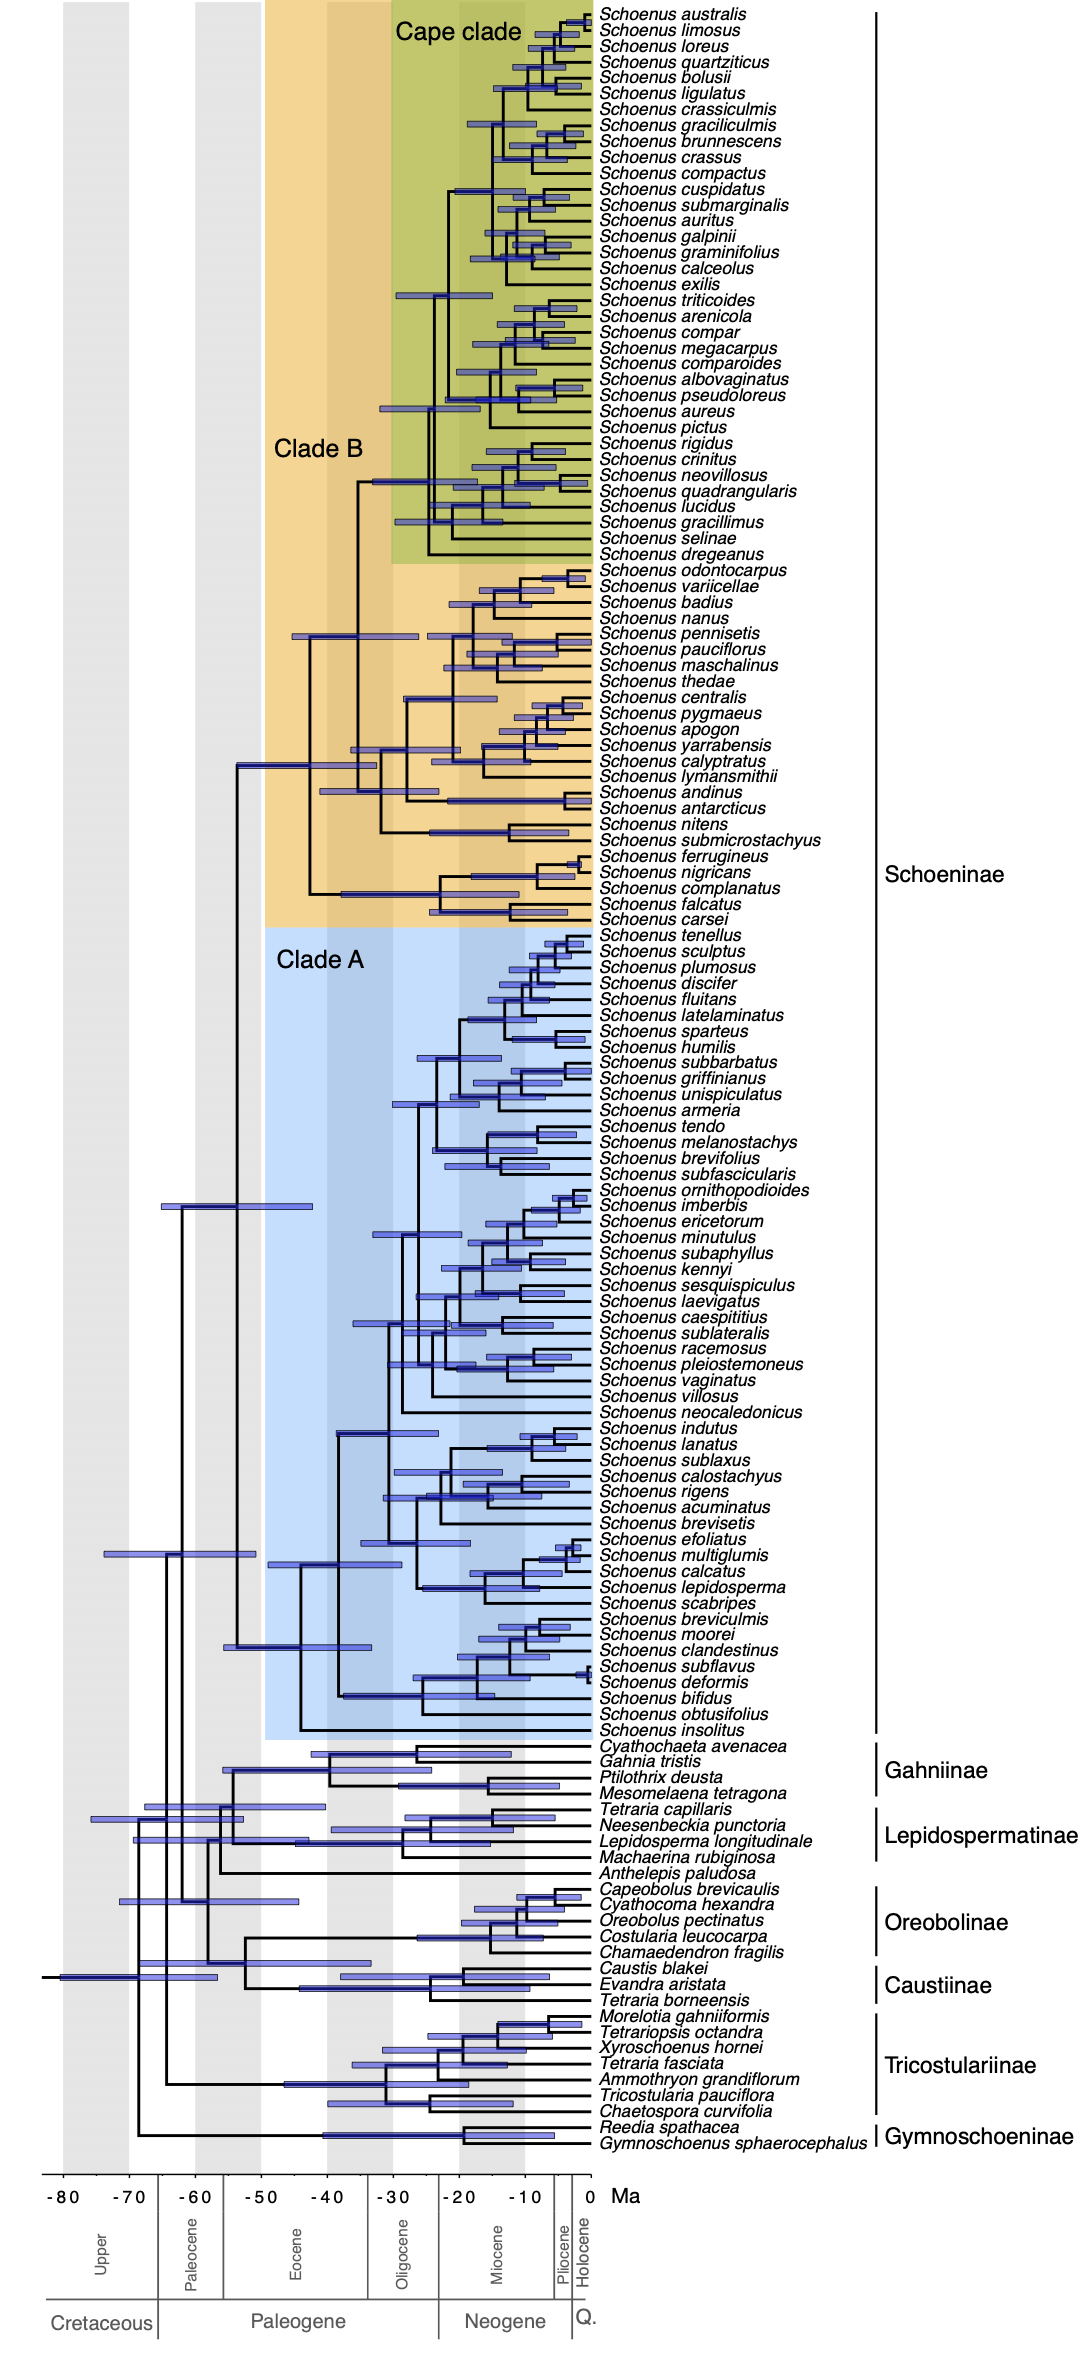 Cape clade
Schoenus australis
Schoenus limosus
Schoenus loreus
Schoenus quartziticus
Schoenus bolusii
Schoenus ligulatus
Schoenus crassiculmis
Schoenus graciliculmis
Schoenus brunnescens
Schoenus crassus
Schoenus compactus
Schoenus cuspidatus
Schoenus submarginalis
Schoenus auritus
Schoenus galpinii
Schoenus graminifolius
Schoenus calceolus
Schoenus exilis
Schoenus triticoides
Schoenus arenicola
Schoenus compar
Schoenus megacarpus
Schoenus comparoides
Schoenus albovaginatus
Schoenus pseudoloreus
Schoenus aureus
Schoenus pictus
Clade B
Schoenus rigidus
Schoenus crinitus
Schoenus neovillosus
Schoenus quadrangularis
Schoenus lucidus
Schoenus gracillimus
Schoenus selinae
Schoenus dregeanus
Schoenus odontocarpus
Schoenus variicellae
Schoenus badius
Schoenus nanus
Schoenus pennisetis
Schoenus pauciflorus
Schoenus maschalinus
Schoenus thedae
Schoenus centralis
Schoenus pygmaeus
Schoenus apogon
Schoenus yarrabensis
Schoenus calyptratus
Schoenus lymansmithii
Schoenus andinus
Schoenus antarcticus
Schoenus nitens
Schoenus submicrostachyus
Schoenus ferrugineus
Schoenus nigricans
Schoeninae
Schoenus complanatus
Schoenus falcatus
Schoenus carsei
Clade A
Schoenus tenellus
Schoenus sculptus
Schoenus plumosus
Schoenus discifer
Schoenus fluitans
Schoenus latelaminatus
Schoenus sparteus
Schoenus humilis
Schoenus subbarbatus
Schoenus griffinianus
Schoenus unispiculatus
Schoenus armeria
Schoenus tendo
Schoenus melanostachys
Schoenus brevifolius
Schoenus subfascicularis
Schoenus ornithopodioides
Schoenus imberbis
Schoenus ericetorum
Schoenus minutulus
Schoenus subaphyllus
Schoenus kennyi
Schoenus sesquispiculus
Schoenus laevigatus
Schoenus caespititius
Schoenus sublateralis
Schoenus racemosus
Schoenus pleiostemoneus
Schoenus vaginatus
Schoenus villosus
Schoenus neocaledonicus
Schoenus indutus
Schoenus lanatus
Schoenus sublaxus
Schoenus calostachyus
Schoenus rigens
Schoenus acuminatus
Schoenus brevisetis
Schoenus efoliatus
Schoenus multiglumis
Schoenus calcatus
Schoenus lepidosperma
Schoenus scabripes
Schoenus breviculmis
Schoenus moorei
Schoenus clandestinus
Schoenus subflavus
Schoenus deformis
Schoenus bifidus
Schoenus obtusifolius
Schoenus insolitus
Cyathochaeta avenacea
Gahnia tristis
Gahniinae
Ptilothrix deusta
Mesomelaena tetragona
Tetraria capillaris
Neesenbeckia punctoria
Lepidospermatinae
Lepidosperma longitudinale
Machaerina rubiginosa
Anthelepis paludosa
Capeobolus brevicaulis
Cyathocoma hexandra
Oreobolus pectinatus
Oreobolinae
Costularia leucocarpa
Chamaedendron fragilis
Caustis blakei
Evandra aristata
Caustiinae
Tetraria borneensis
Morelotia gahniiformis
Tetrariopsis octandra
Xyroschoenus hornei
Tetraria fasciata
Tricostulariinae
Ammothryon grandiflorum
Tricostularia pauciflora
Chaetospora curvifolia
Reedia spathacea
Gymnoschoeninae
Gymnoschoenus sphaerocephalus
-80 -70 -60 -50 -40 -30 -20 -10 0 Ma
Upper Paleocene Eocene Oligocene Miocene Pliocene Holocene
Cretaceous Paleogene Neogene Q.